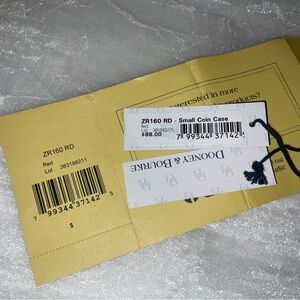 Interested in more
products?
ZR160 RD - Small Coin Case
Red
$88.00
7 99344 37142
DOONEY & BOURKE
ZR160 RD
Red
Lot 383188211
7 99344 37142 5
$